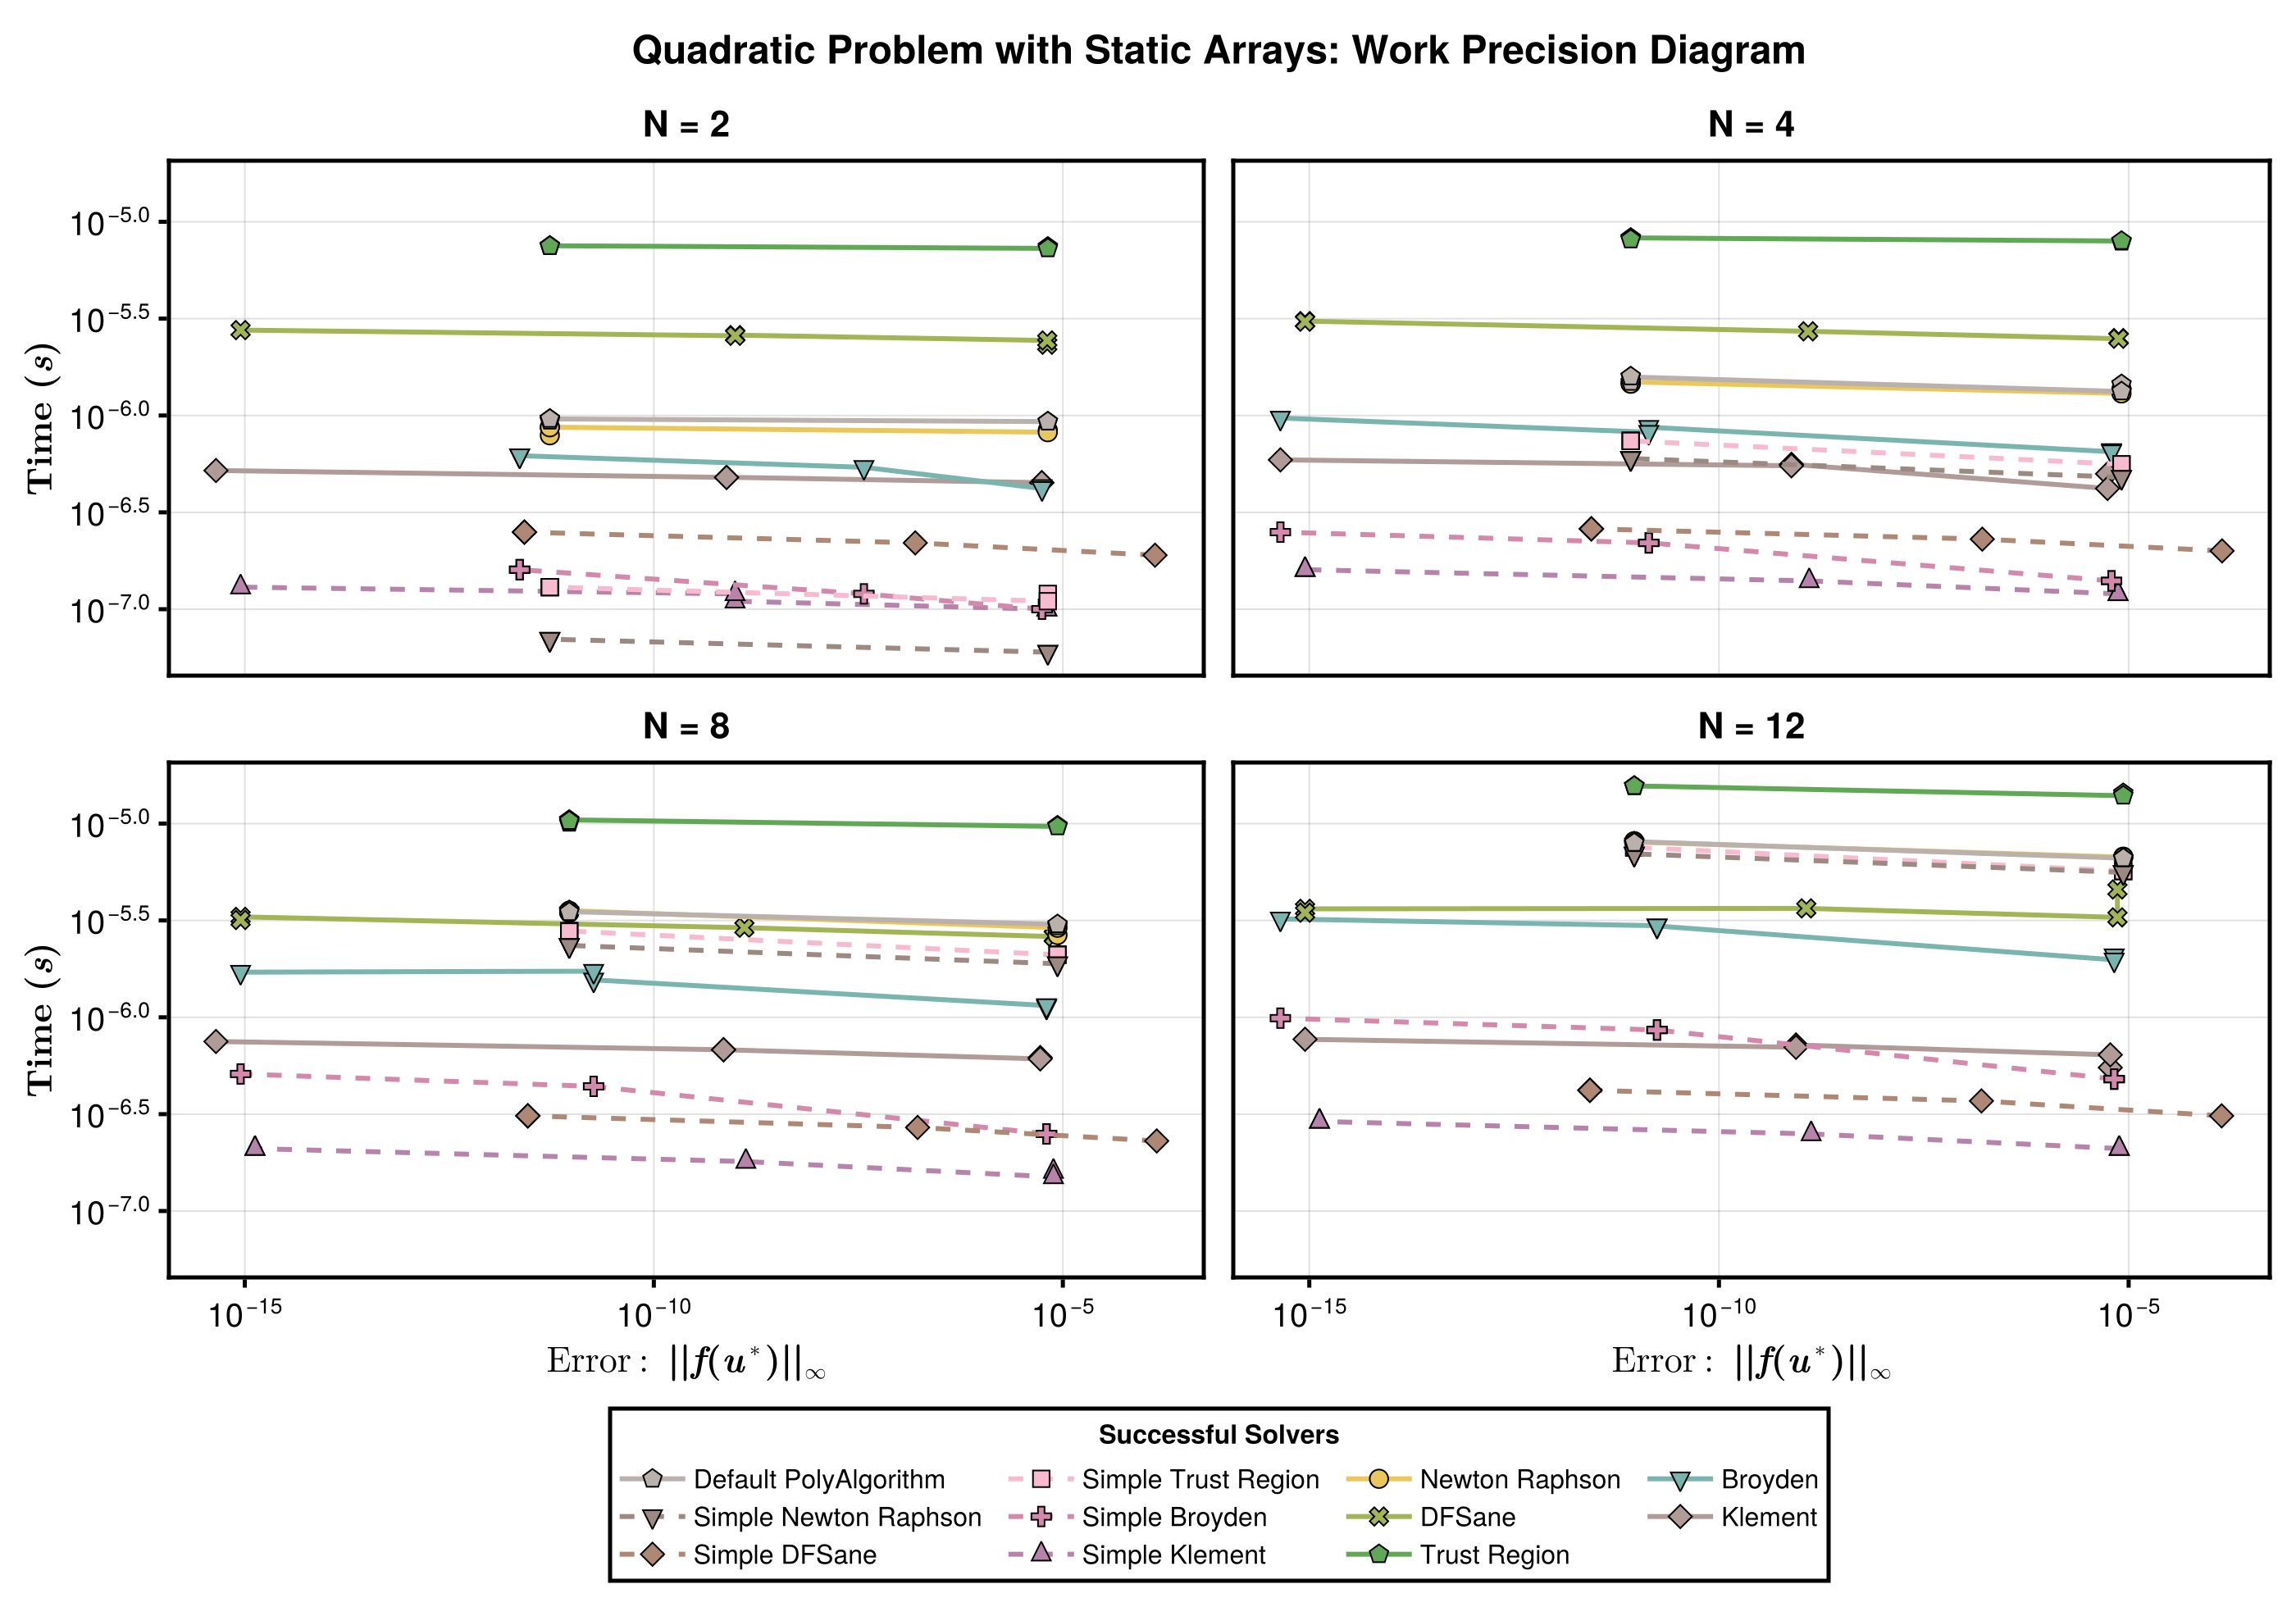 Quadratic Problem with Static Arrays: Work Precision Diagram
N = 2
N = 4
Time (s)
10^−5.0
10^−5.5
10^−6.0
10^−6.5
10^−7.0
N = 8
N = 12
Time (s)
10^−5.0
10^−5.5
10^−6.0
10^−6.5
10^−7.0
10^−15 10^−10 10^−5 10^−15 10^−10 10^−5
Error: ||f(u*)||∞ Error: ||f(u*)||∞
Successful Solvers
Default PolyAlgorithm Simple Trust Region Newton Raphson Broyden
Simple Newton Raphson Simple Broyden DFSane Klement
Simple DFSane Simple Klement Trust Region